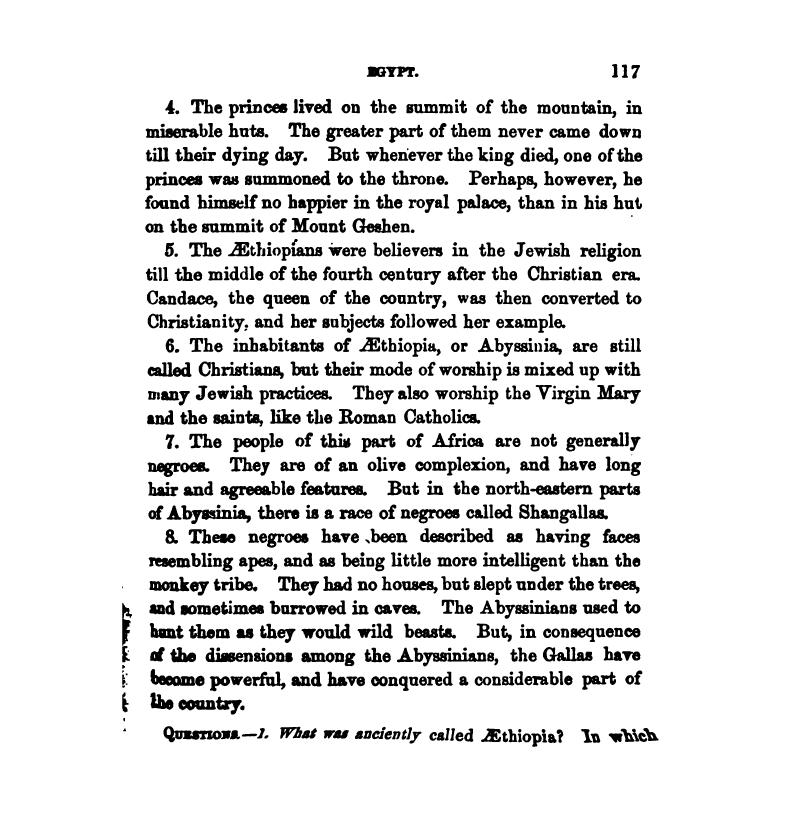 EGYPT. 117
4. The princes lived on the summit of the mountain, in
miserable huts. The greater part of them never came down
till their dying day. But whenever the king died, one of the
princes was summoned to the throne. Perhaps, however, he
found himself no happier in the royal palace, than in his hut
on the summit of Mount Geshen.
5. The Æthiopians were believers in the Jewish religion
till the middle of the fourth century after the Christian era.
Candace, the queen of the country, was then converted to
Christianity, and her subjects followed her example.
6. The inhabitants of Æthiopia, or Abyssinia, are still
called Christians, but their mode of worship is mixed up with
many Jewish practices. They also worship the Virgin Mary
and the saints, like the Roman Catholics.
7. The people of this part of Africa are not generally
negroes. They are of an olive complexion, and have long
hair and agreeable features. But in the north-eastern parts
of Abyssinia, there is a race of negroes called Shangallas.
8. These negroes have been described as having faces
resembling apes, and as being little more intelligent than the
monkey tribe. They had no houses, but slept under the trees,
and sometimes burrowed in caves. The Abyssinians used to
hunt them as they would wild beasts. But, in consequence
of the dissensions among the Abyssinians, the Gallas have
become powerful, and have conquered a considerable part of
the country.
QUESTIONS.—1. What was anciently called Æthiopia? In which